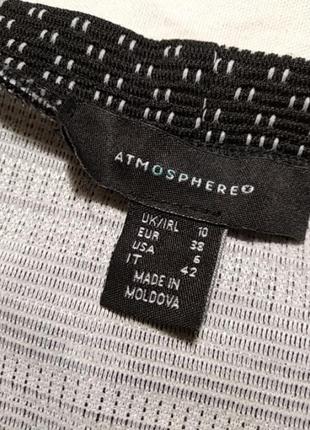 ATMOSPHERE®
UK/IRL 10
EUR 38
USA 6
IT 42
MADE IN
MOLDOVA